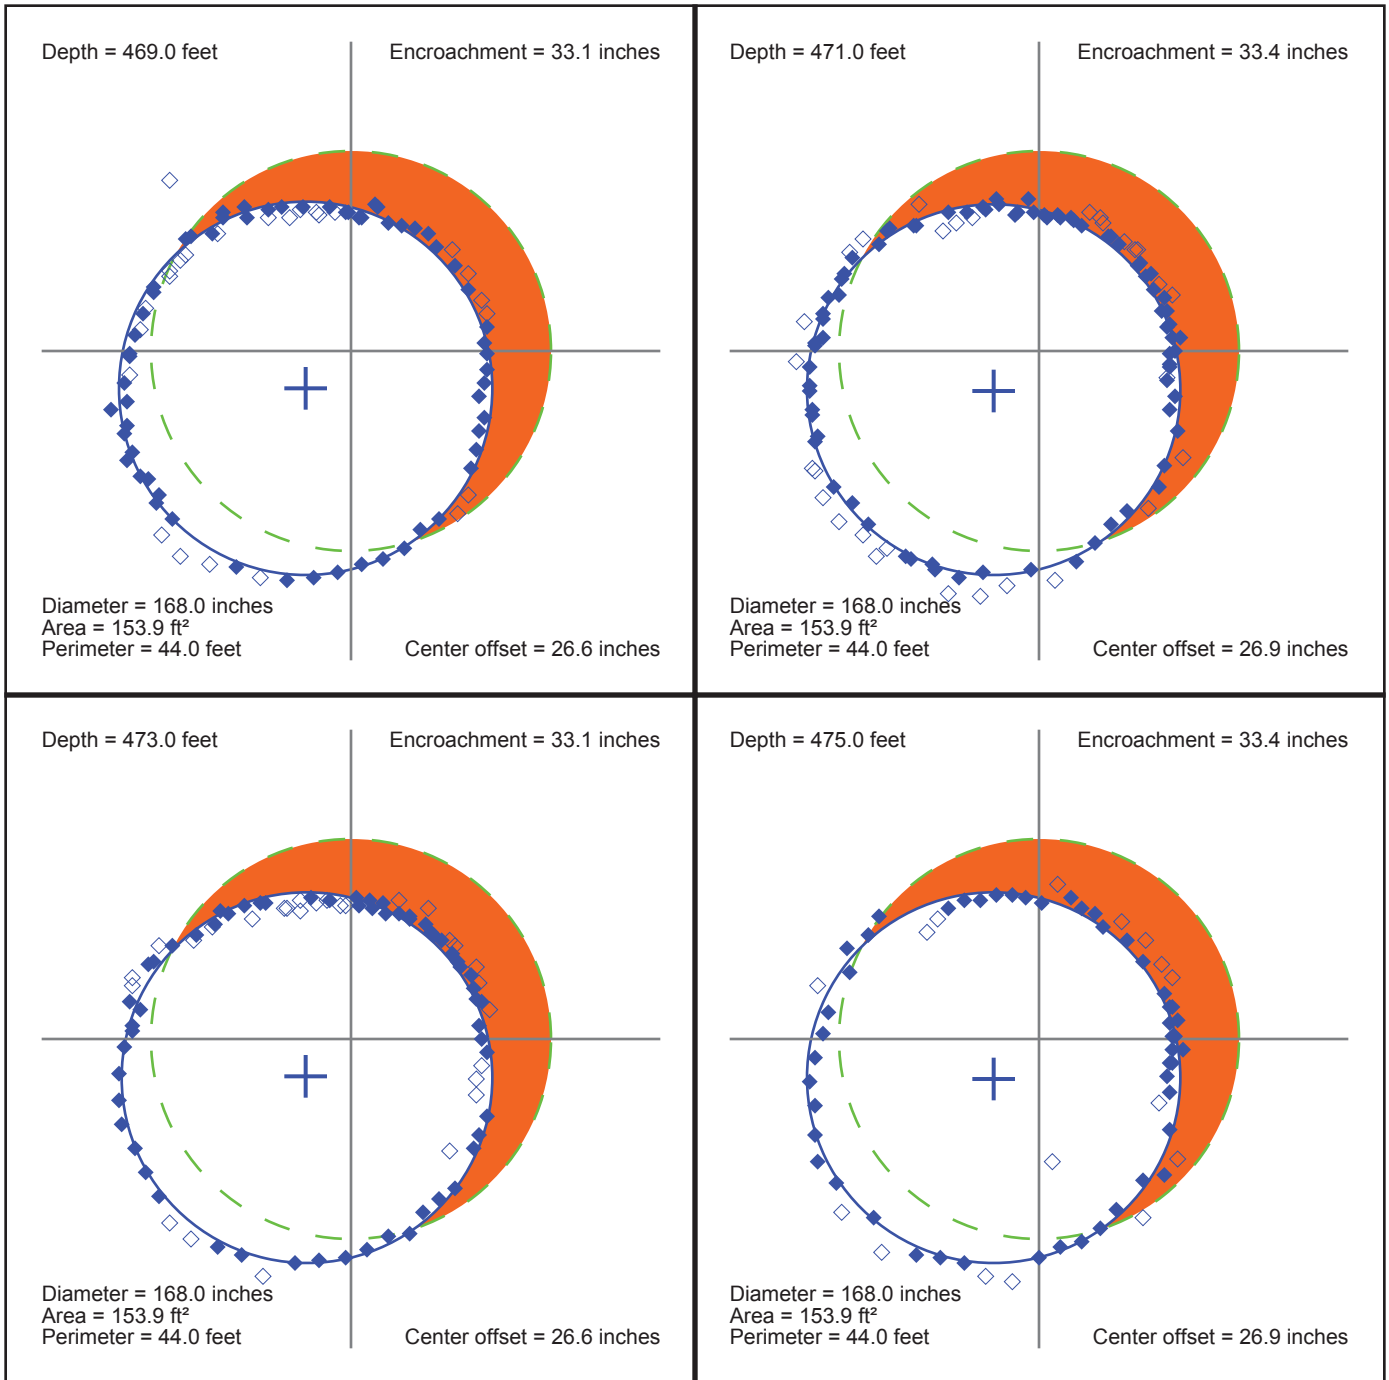 Depth = 469.0 feet
Encroachment = 33.1 inches
Diameter = 168.0 inches
Area = 153.9 ft²
Perimeter = 44.0 feet
Center offset = 26.6 inches
Depth = 471.0 feet
Encroachment = 33.4 inches
Diameter = 168.0 inches
Area = 153.9 ft²
Perimeter = 44.0 feet
Center offset = 26.9 inches
Depth = 473.0 feet
Encroachment = 33.1 inches
Diameter = 168.0 inches
Area = 153.9 ft²
Perimeter = 44.0 feet
Center offset = 26.6 inches
Depth = 475.0 feet
Encroachment = 33.4 inches
Diameter = 168.0 inches
Area = 153.9 ft²
Perimeter = 44.0 feet
Center offset = 26.9 inches